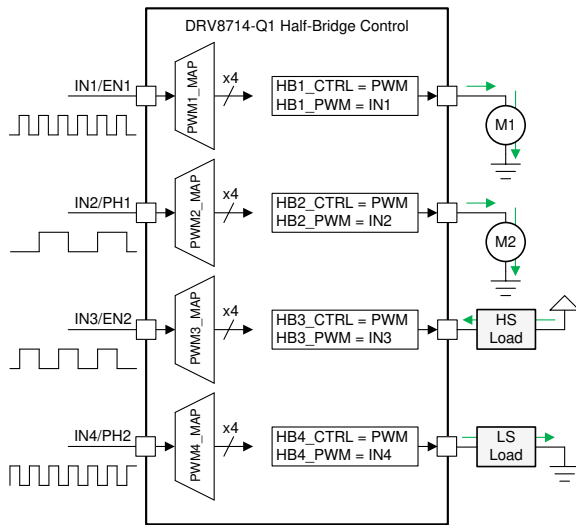 DRV8714-Q1 Half-Bridge Control
IN1/EN1
PWM1_MAP
x4
HB1_CTRL = PWM
HB1_PWM = IN1
M1
IN2/PH1
PWM2_MAP
x4
HB2_CTRL = PWM
HB2_PWM = IN2
M2
IN3/EN2
PWM3_MAP
x4
HB3_CTRL = PWM
HB3_PWM = IN3
HS
Load
IN4/PH2
PWM4_MAP
x4
HB4_CTRL = PWM
HB4_PWM = IN4
LS
Load